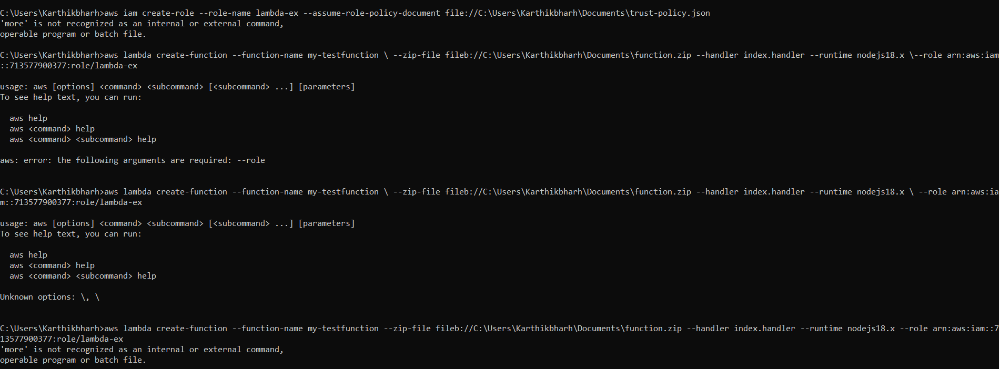 C:\Users\Karthikbharh>aws iam create-role --role-name lambda-ex --assume-role-policy-document file://C:\Users\Karthikbharh\Documents\trust-policy.json
'more' is not recognized as an internal or external command,
operable program or batch file.
C:\Users\Karthikbharh>aws lambda create-function --function-name my-testfunction \ --zip-file fileb://C:\Users\Karthikbharh\Documents\function.zip --handler index.handler --runtime nodejs18.x \--role arn:aws:iam
::713577900377:role/lambda-ex
usage: aws [options] <command> <subcommand> [<subcommand> ...] [parameters]
To see help text, you can run:
  aws help
  aws <command> help
  aws <command> <subcommand> help
aws: error: the following arguments are required: --role
C:\Users\Karthikbharh>aws lambda create-function --function-name my-testfunction \ --zip-file fileb://C:\Users\Karthikbharh\Documents\function.zip --handler index.handler --runtime nodejs18.x \ --role arn:aws:ia
m::713577900377:role/lambda-ex
usage: aws [options] <command> <subcommand> [<subcommand> ...] [parameters]
To see help text, you can run:
  aws help
  aws <command> help
  aws <command> <subcommand> help
Unknown options: \, \
C:\Users\Karthikbharh>aws lambda create-function --function-name my-testfunction --zip-file fileb://C:\Users\Karthikbharh\Documents\function.zip --handler index.handler --runtime nodejs18.x --role arn:aws:iam::7
13577900377:role/lambda-ex
'more' is not recognized as an internal or external command,
operable program or batch file.